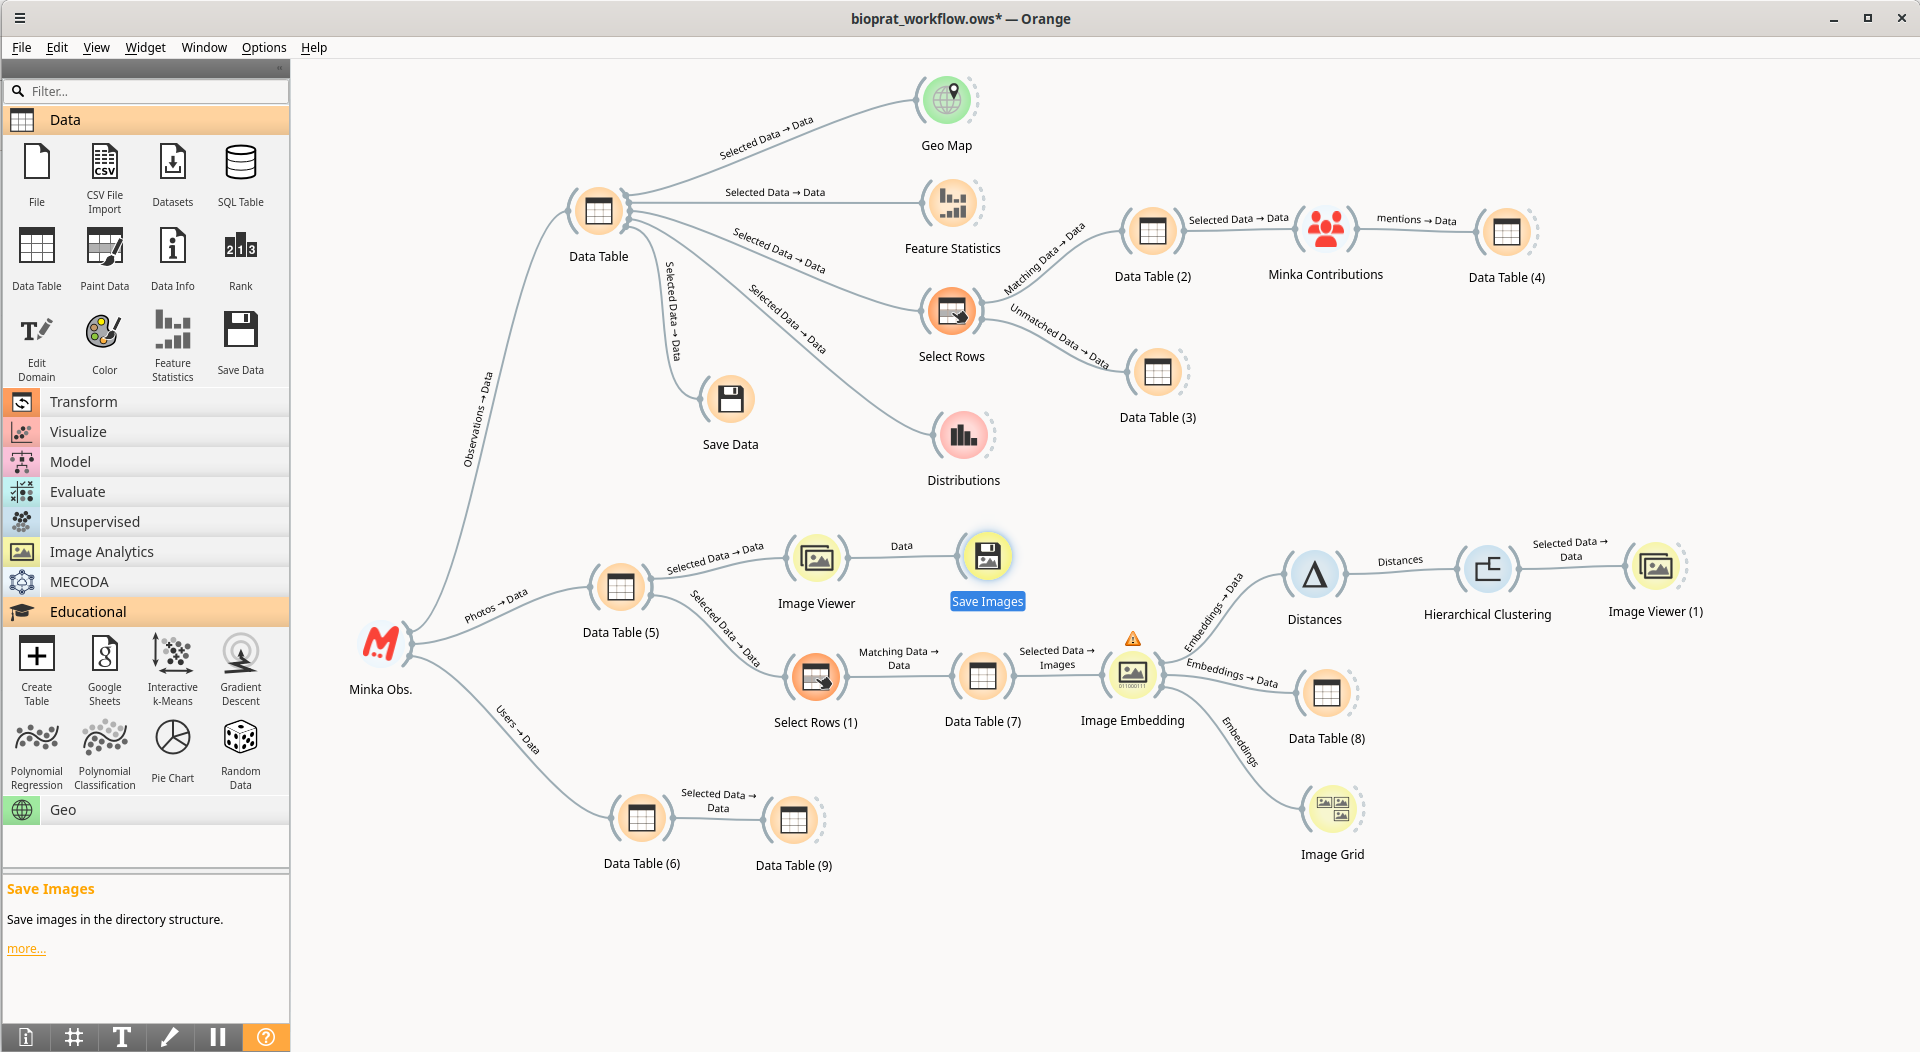 bioprat_workflow.ows* — Orange
File Edit View Widget Window Options Help
Filter...
Data
File
CSV File
Import
Datasets
SQL Table
Data Table
Paint Data
Data Info
Rank
Edit
Domain
Color
Feature
Statistics
Save Data
Transform
Visualize
Model
Evaluate
Unsupervised
Image Analytics
MECODA
Educational
Create
Table
Google
Sheets
Interactive
k-Means
Gradient
Descent
Polynomial
Regression
Polynomial
Classification
Pie Chart
Random
Data
Geo
Save Images
Save images in the directory structure.
more...
Selected Data → Data
Geo Map
Selected Data → Data
Feature Statistics
Data Table
Selected Data → Data
Selected Data → Data
Selected Data → Data
Select Rows
Matching Data → Data
Unmatched Data → Data
Data Table (2)
Selected Data → Data
Minka Contributions
mentions → Data
Data Table (4)
Data Table (3)
Save Data
Distributions
Observations → Data
Photos → Data
Users → Data
Minka Obs.
Data Table (5)
Selected Data → Data
Image Viewer
Data
Save Images
Selected Data → Data
Select Rows (1)
Matching Data →
Data
Data Table (7)
Selected Data →
Images
Image Embedding
Embeddings → Data
Distances
Distances
Hierarchical Clustering
Selected Data →
Data
Image Viewer (1)
Embeddings → Data
Data Table (8)
Embeddings
Image Grid
Data Table (6)
Selected Data →
Data
Data Table (9)